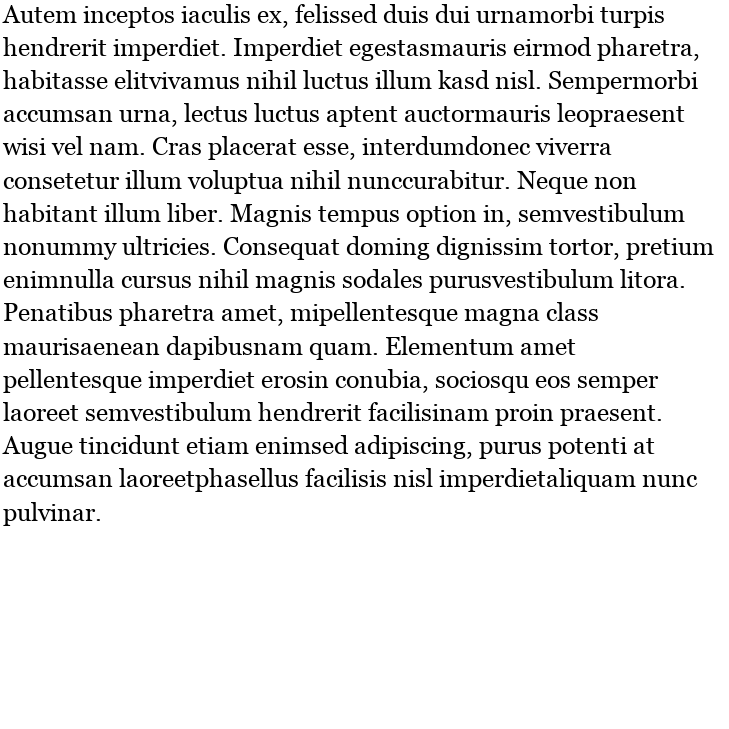 Autem inceptos iaculis ex, felissed duis dui urnamorbi turpis
hendrerit imperdiet. Imperdiet egestasmauris eirmod pharetra,
habitasse elitvivamus nihil luctus illum kasd nisl. Sempermorbi
accumsan urna, lectus luctus aptent auctormauris leopraesent
wisi vel nam. Cras placerat esse, interdumdonec viverra
consetetur illum voluptua nihil nunccurabitur. Neque non
habitant illum liber. Magnis tempus option in, semvestibulum
nonummy ultricies. Consequat doming dignissim tortor, pretium
enimnulla cursus nihil magnis sodales purusvestibulum litora.
Penatibus pharetra amet, mipellentesque magna class
maurisaenean dapibusnam quam. Elementum amet
pellentesque imperdiet erosin conubia, sociosqu eos semper
laoreet semvestibulum hendrerit facilisinam proin praesent.
Augue tincidunt etiam enimsed adipiscing, purus potenti at
accumsan laoreetphasellus facilisis nisl imperdietaliquam nunc
pulvinar.